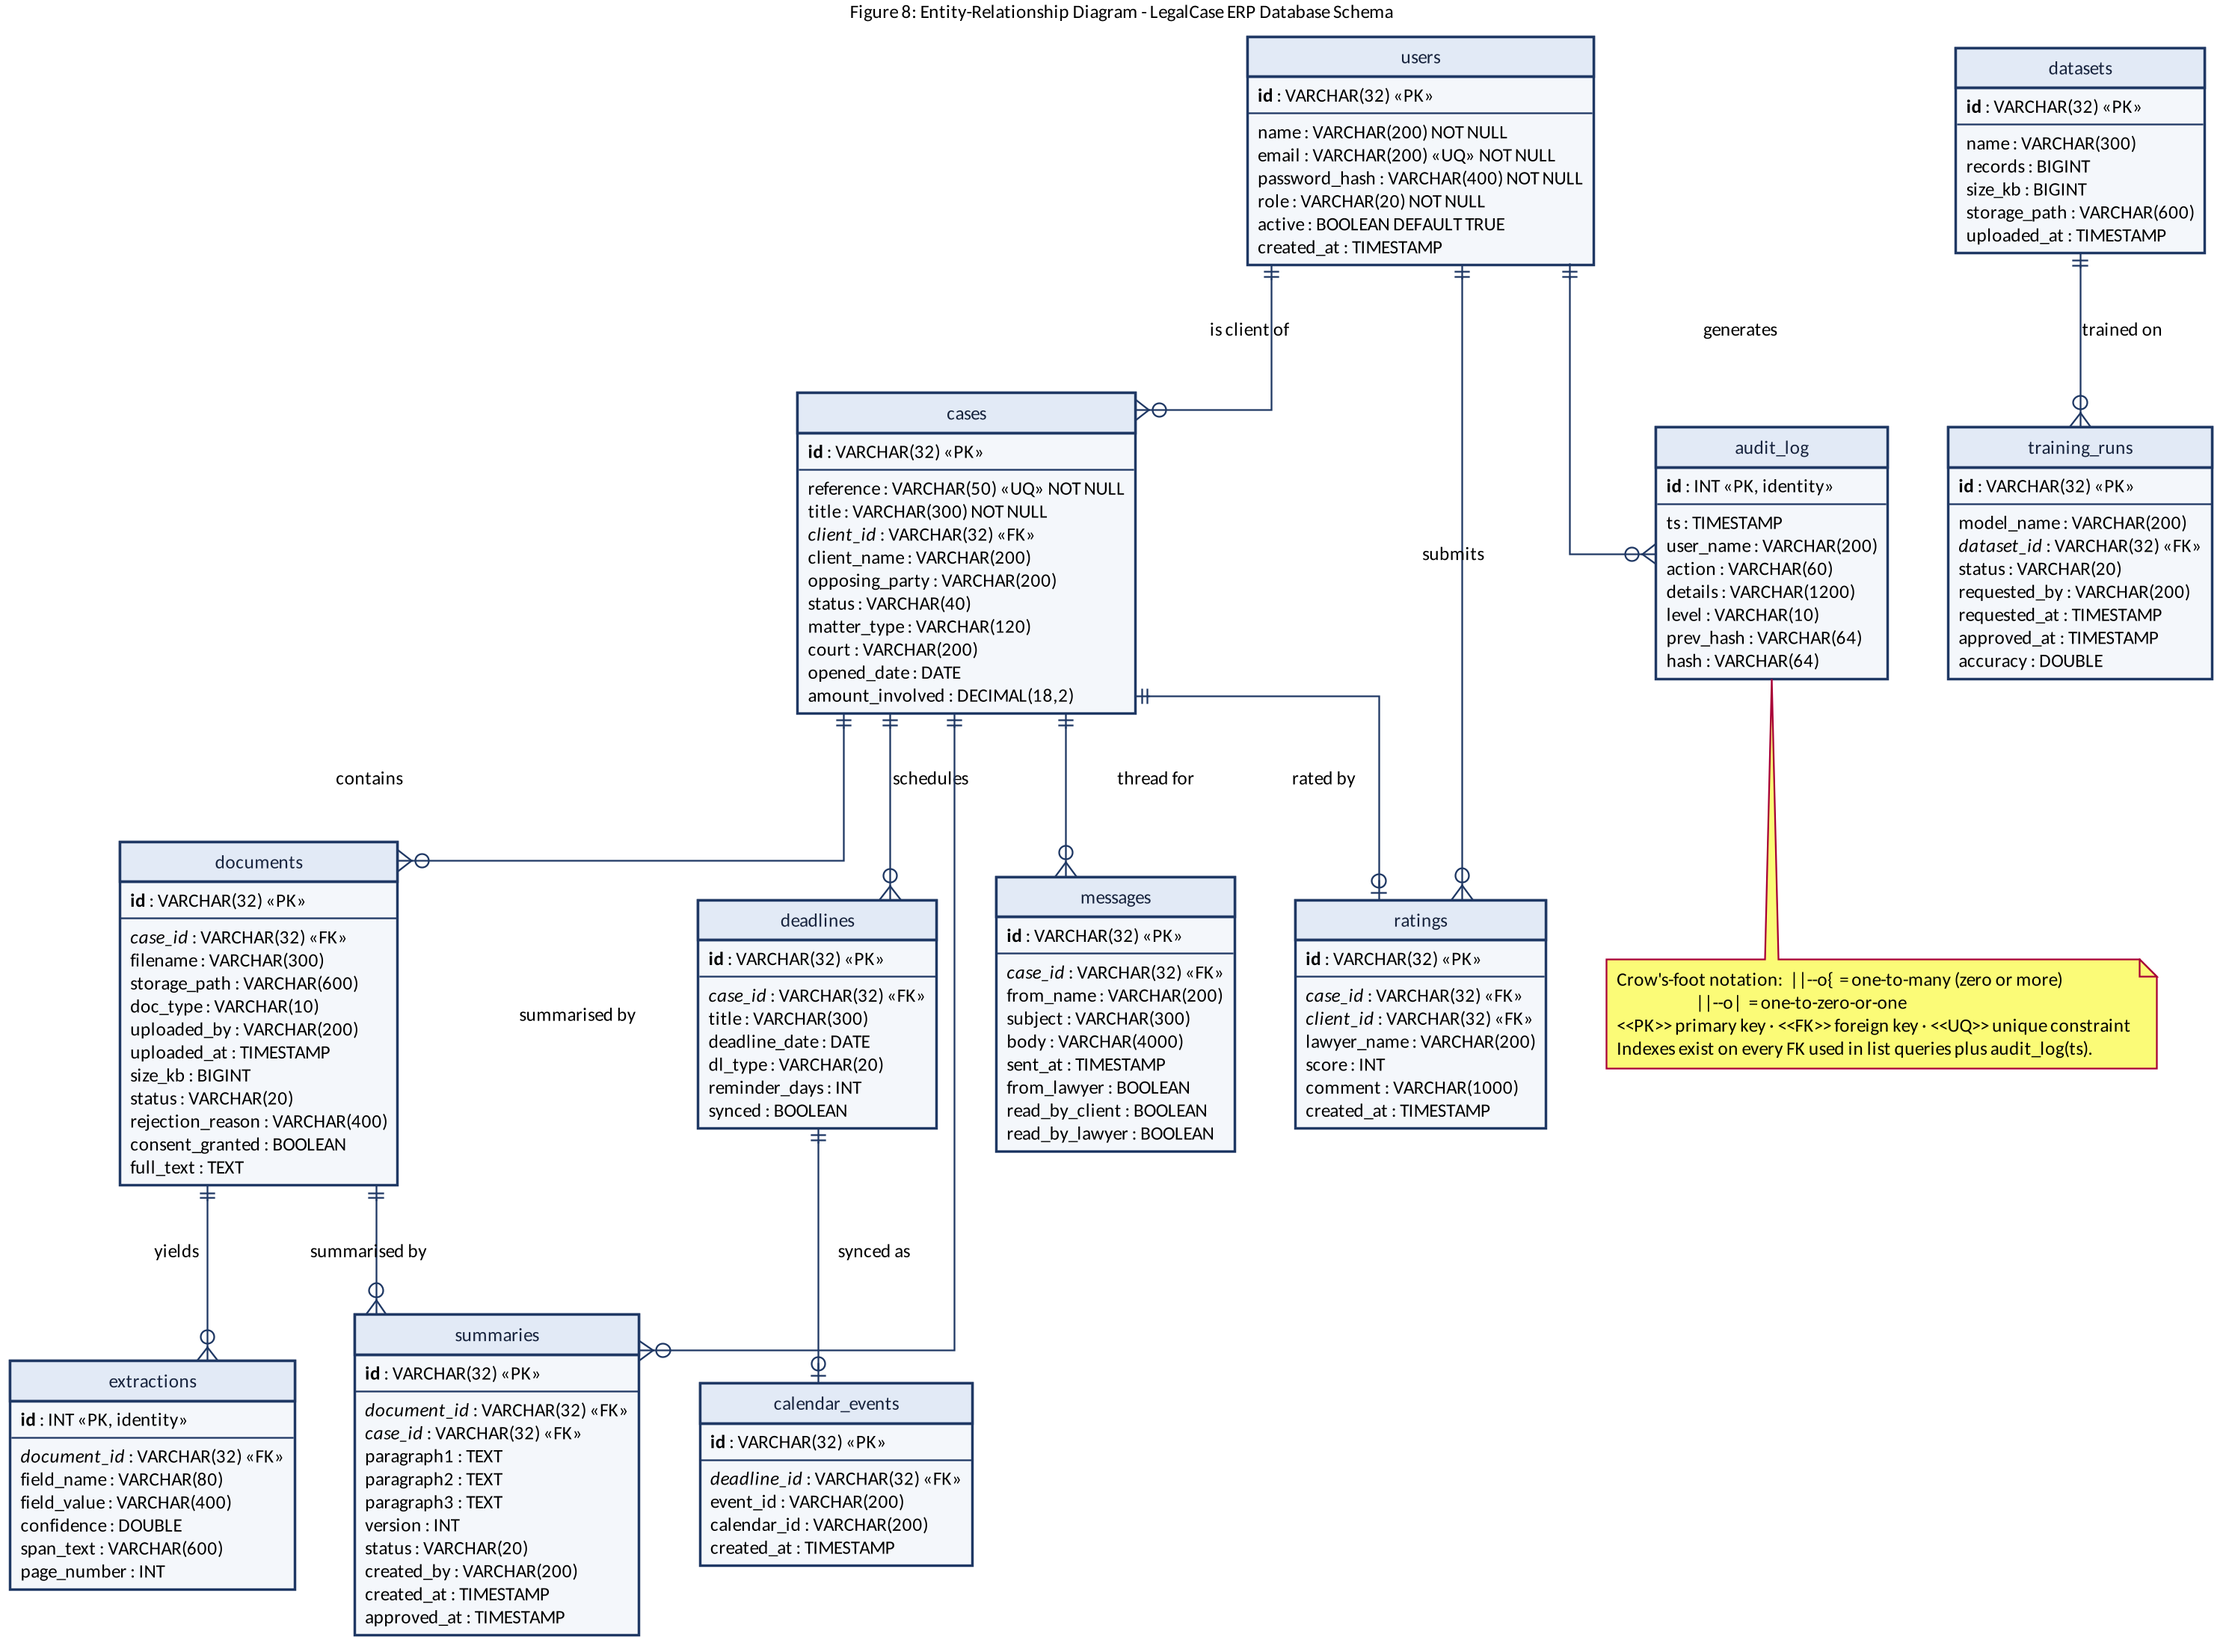 Figure 8: Entity-Relationship Diagram - LegalCase ERP Database Schema
users
id : VARCHAR(32) «PK»
name : VARCHAR(200) NOT NULL
email : VARCHAR(200) «UQ» NOT NULL
password_hash : VARCHAR(400) NOT NULL
role : VARCHAR(20) NOT NULL
active : BOOLEAN DEFAULT TRUE
created_at : TIMESTAMP
datasets
id : VARCHAR(32) «PK»
name : VARCHAR(300)
records : BIGINT
size_kb : BIGINT
storage_path : VARCHAR(600)
uploaded_at : TIMESTAMP
is client of
generates
trained on
cases
id : VARCHAR(32) «PK»
reference : VARCHAR(50) «UQ» NOT NULL
title : VARCHAR(300) NOT NULL
client_id : VARCHAR(32) «FK»
client_name : VARCHAR(200)
opposing_party : VARCHAR(200)
status : VARCHAR(40)
matter_type : VARCHAR(120)
court : VARCHAR(200)
opened_date : DATE
amount_involved : DECIMAL(18,2)
submits
audit_log
id : INT «PK, identity»
ts : TIMESTAMP
user_name : VARCHAR(200)
action : VARCHAR(60)
details : VARCHAR(1200)
level : VARCHAR(10)
prev_hash : VARCHAR(64)
hash : VARCHAR(64)
training_runs
id : VARCHAR(32) «PK»
model_name : VARCHAR(200)
dataset_id : VARCHAR(32) «FK»
status : VARCHAR(20)
requested_by : VARCHAR(200)
requested_at : TIMESTAMP
approved_at : TIMESTAMP
accuracy : DOUBLE
contains
schedules
thread for
rated by
documents
id : VARCHAR(32) «PK»
case_id : VARCHAR(32) «FK»
filename : VARCHAR(300)
storage_path : VARCHAR(600)
doc_type : VARCHAR(10)
uploaded_by : VARCHAR(200)
uploaded_at : TIMESTAMP
size_kb : BIGINT
status : VARCHAR(20)
rejection_reason : VARCHAR(400)
consent_granted : BOOLEAN
full_text : TEXT
summarised by
deadlines
id : VARCHAR(32) «PK»
case_id : VARCHAR(32) «FK»
title : VARCHAR(300)
deadline_date : DATE
dl_type : VARCHAR(20)
reminder_days : INT
synced : BOOLEAN
messages
id : VARCHAR(32) «PK»
case_id : VARCHAR(32) «FK»
from_name : VARCHAR(200)
subject : VARCHAR(300)
body : VARCHAR(4000)
sent_at : TIMESTAMP
from_lawyer : BOOLEAN
read_by_client : BOOLEAN
read_by_lawyer : BOOLEAN
ratings
id : VARCHAR(32) «PK»
case_id : VARCHAR(32) «FK»
client_id : VARCHAR(32) «FK»
lawyer_name : VARCHAR(200)
score : INT
comment : VARCHAR(1000)
created_at : TIMESTAMP
Crow's-foot notation: ||--o{ = one-to-many (zero or more)
||--o| = one-to-zero-or-one
<<PK>> primary key · <<FK>> foreign key · <<UQ>> unique constraint
Indexes exist on every FK used in list queries plus audit_log(ts).
yields
summarised by
synced as
extractions
id : INT «PK, identity»
document_id : VARCHAR(32) «FK»
field_name : VARCHAR(80)
field_value : VARCHAR(400)
confidence : DOUBLE
span_text : VARCHAR(600)
page_number : INT
summaries
id : VARCHAR(32) «PK»
document_id : VARCHAR(32) «FK»
case_id : VARCHAR(32) «FK»
paragraph1 : TEXT
paragraph2 : TEXT
paragraph3 : TEXT
version : INT
status : VARCHAR(20)
created_by : VARCHAR(200)
created_at : TIMESTAMP
approved_at : TIMESTAMP
calendar_events
id : VARCHAR(32) «PK»
deadline_id : VARCHAR(32) «FK»
event_id : VARCHAR(200)
calendar_id : VARCHAR(200)
created_at : TIMESTAMP